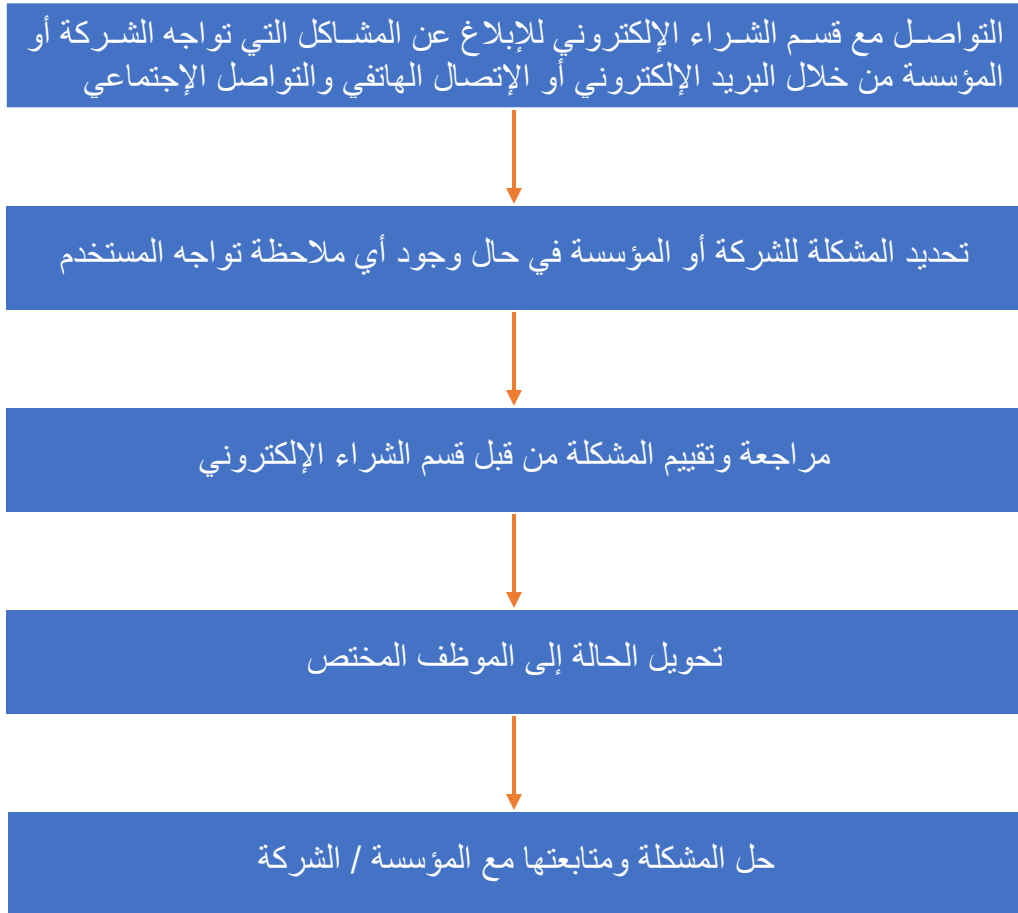 التواصل مع قسم الشراء الإلكتروني للإبلاغ عن المشاكل التي تواجه الشركة أو
المؤسسة من خلال البريد الإلكتروني أو الإتصال الهاتفي والتواصل الإجتماعي
تحديد المشكلة للشركة أو المؤسسة في حال وجود أي ملاحظة تواجه المستخدم
مراجعة وتقييم المشكلة من قبل قسم الشراء الإلكتروني
تحويل الحالة إلى الموظف المختص
حل المشكلة ومتابعتها مع المؤسسة / الشركة